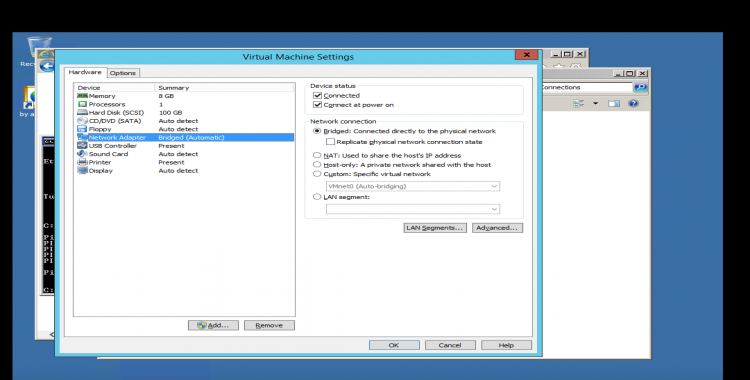 Virtual Machine Settings
Hardware Options
Device Summary
Memory 8 GB
Processors 1
Hard Disk (SCSI) 100 GB
CD/DVD (SATA) Auto detect
Floppy Auto detect
Network Adapter Bridged (Automatic)
USB Controller Present
Sound Card Auto detect
Printer Present
Display Auto detect
Add... Remove
Device status
Connected
Connect at power on
Network connection
Bridged: Connected directly to the physical network
Replicate physical network connection state
NAT: Used to share the host's IP address
Host-only: A private network shared with the host
Custom: Specific virtual network
VMnet0 (Auto-bridging)
LAN segment:
LAN Segments... Advanced...
OK Cancel Help
Connections
Rec
by a
Et
Tu
C:
Pi
Pi
C: